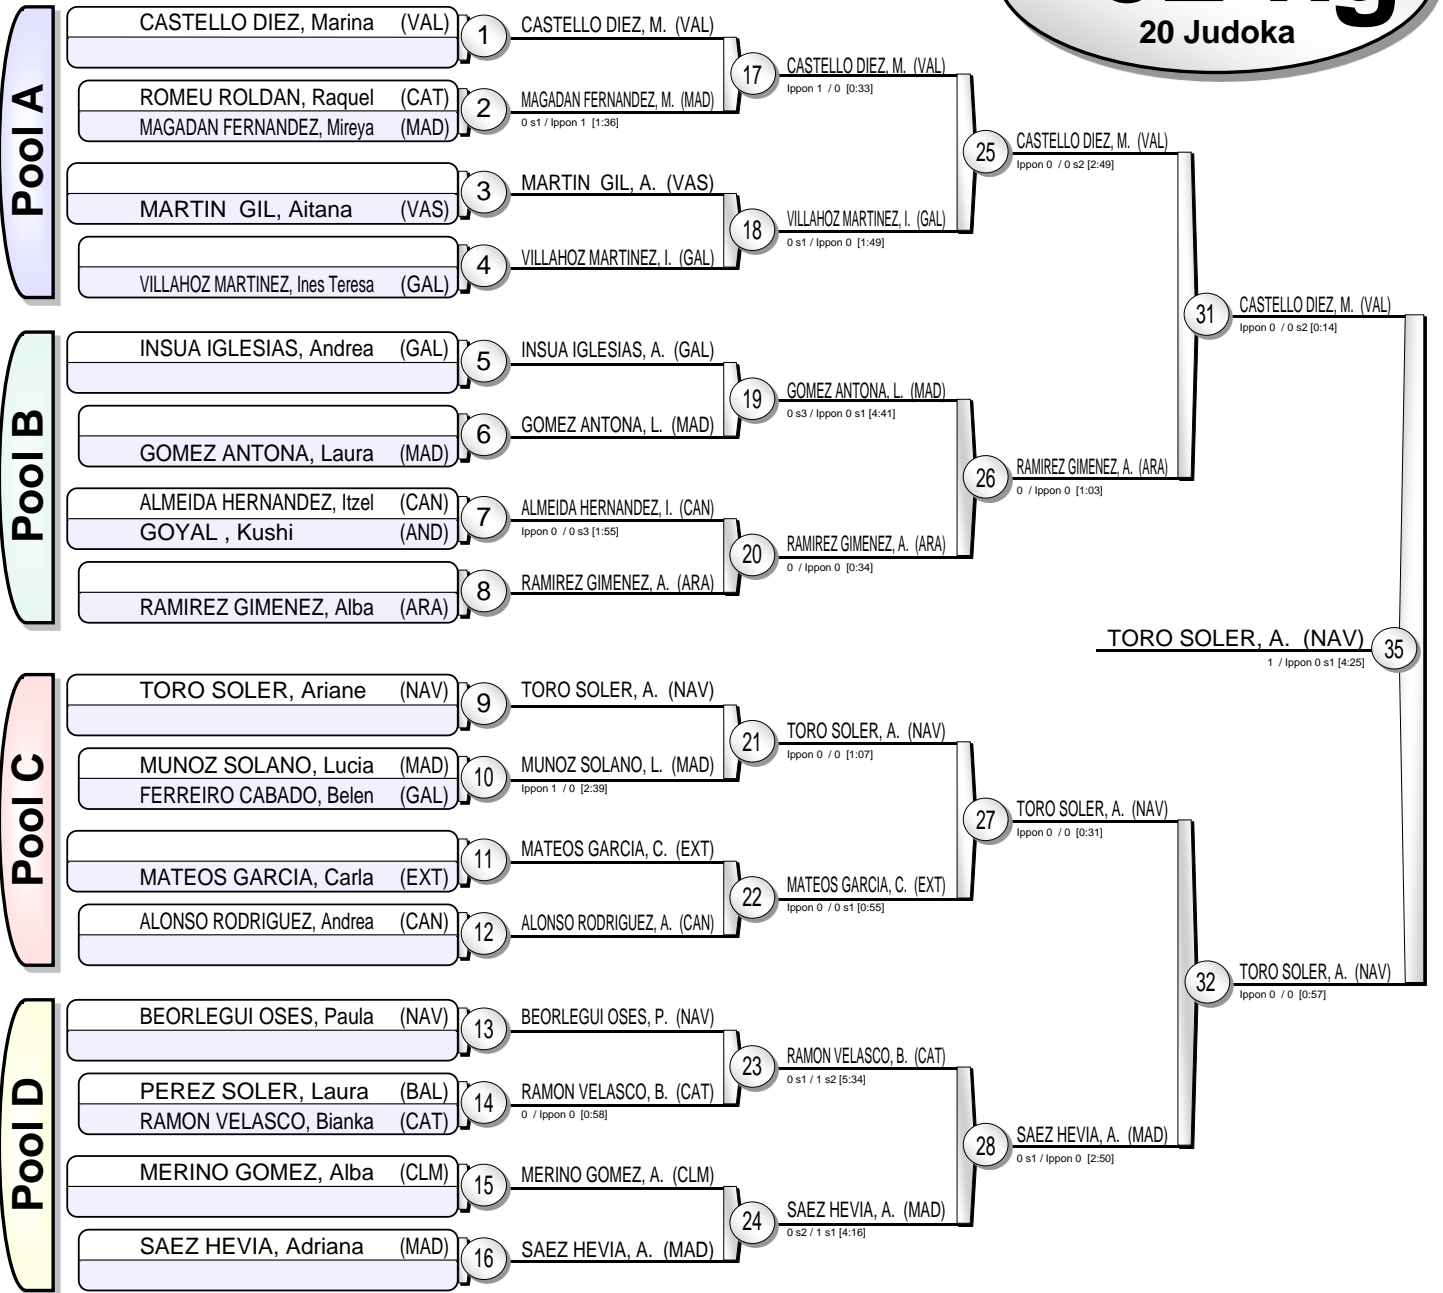 20 Judoka
Pool A
CASTELLO DIEZ, Marina (VAL)
1
CASTELLO DIEZ, M. (VAL)
ROMEU ROLDAN, Raquel (CAT)
MAGADAN FERNANDEZ, Mireya (MAD)
2
MAGADAN FERNANDEZ, M. (MAD)
0 s1 / Ippon 1 [1:36]
17
CASTELLO DIEZ, M. (VAL)
Ippon 1 / 0 [0:33]
MARTIN GIL, Aitana (VAS)
3
MARTIN GIL, A. (VAS)
VILLAHOZ MARTINEZ, Ines Teresa (GAL)
4
VILLAHOZ MARTINEZ, I. (GAL)
18
VILLAHOZ MARTINEZ, I. (GAL)
0 s1 / Ippon 0 [1:49]
25
CASTELLO DIEZ, M. (VAL)
Ippon 0 / 0 s2 [2:49]
Pool B
INSUA IGLESIAS, Andrea (GAL)
5
INSUA IGLESIAS, A. (GAL)
GOMEZ ANTONA, Laura (MAD)
6
GOMEZ ANTONA, L. (MAD)
19
GOMEZ ANTONA, L. (MAD)
0 s3 / Ippon 0 s1 [4:41]
ALMEIDA HERNANDEZ, Itzel (CAN)
GOYAL , Kushi (AND)
7
ALMEIDA HERNANDEZ, I. (CAN)
Ippon 0 / 0 s3 [1:55]
RAMIREZ GIMENEZ, Alba (ARA)
8
RAMIREZ GIMENEZ, A. (ARA)
20
RAMIREZ GIMENEZ, A. (ARA)
0 / Ippon 0 [0:34]
26
RAMIREZ GIMENEZ, A. (ARA)
0 / Ippon 0 [1:03]
31
CASTELLO DIEZ, M. (VAL)
Ippon 0 / 0 s2 [0:14]
TORO SOLER, A. (NAV)
1 / Ippon 0 s1 [4:25]
35
Pool C
TORO SOLER, Ariane (NAV)
9
TORO SOLER, A. (NAV)
MUNOZ SOLANO, Lucia (MAD)
FERREIRO CABADO, Belen (GAL)
10
MUNOZ SOLANO, L. (MAD)
Ippon 1 / 0 [2:39]
21
TORO SOLER, A. (NAV)
Ippon 0 / 0 [1:07]
MATEOS GARCIA, Carla (EXT)
11
MATEOS GARCIA, C. (EXT)
ALONSO RODRIGUEZ, Andrea (CAN)
12
ALONSO RODRIGUEZ, A. (CAN)
22
MATEOS GARCIA, C. (EXT)
Ippon 0 / 0 s1 [0:55]
27
TORO SOLER, A. (NAV)
Ippon 0 / 0 [0:31]
Pool D
BEORLEGUI OSES, Paula (NAV)
13
BEORLEGUI OSES, P. (NAV)
PEREZ SOLER, Laura (BAL)
RAMON VELASCO, Bianka (CAT)
14
RAMON VELASCO, B. (CAT)
0 / Ippon 0 [0:58]
23
RAMON VELASCO, B. (CAT)
0 s1 / 1 s2 [5:34]
MERINO GOMEZ, Alba (CLM)
15
MERINO GOMEZ, A. (CLM)
SAEZ HEVIA, Adriana (MAD)
16
SAEZ HEVIA, A. (MAD)
24
SAEZ HEVIA, A. (MAD)
0 s2 / 1 s1 [4:16]
28
SAEZ HEVIA, A. (MAD)
0 s1 / Ippon 0 [2:50]
32
TORO SOLER, A. (NAV)
Ippon 0 / 0 [0:57]